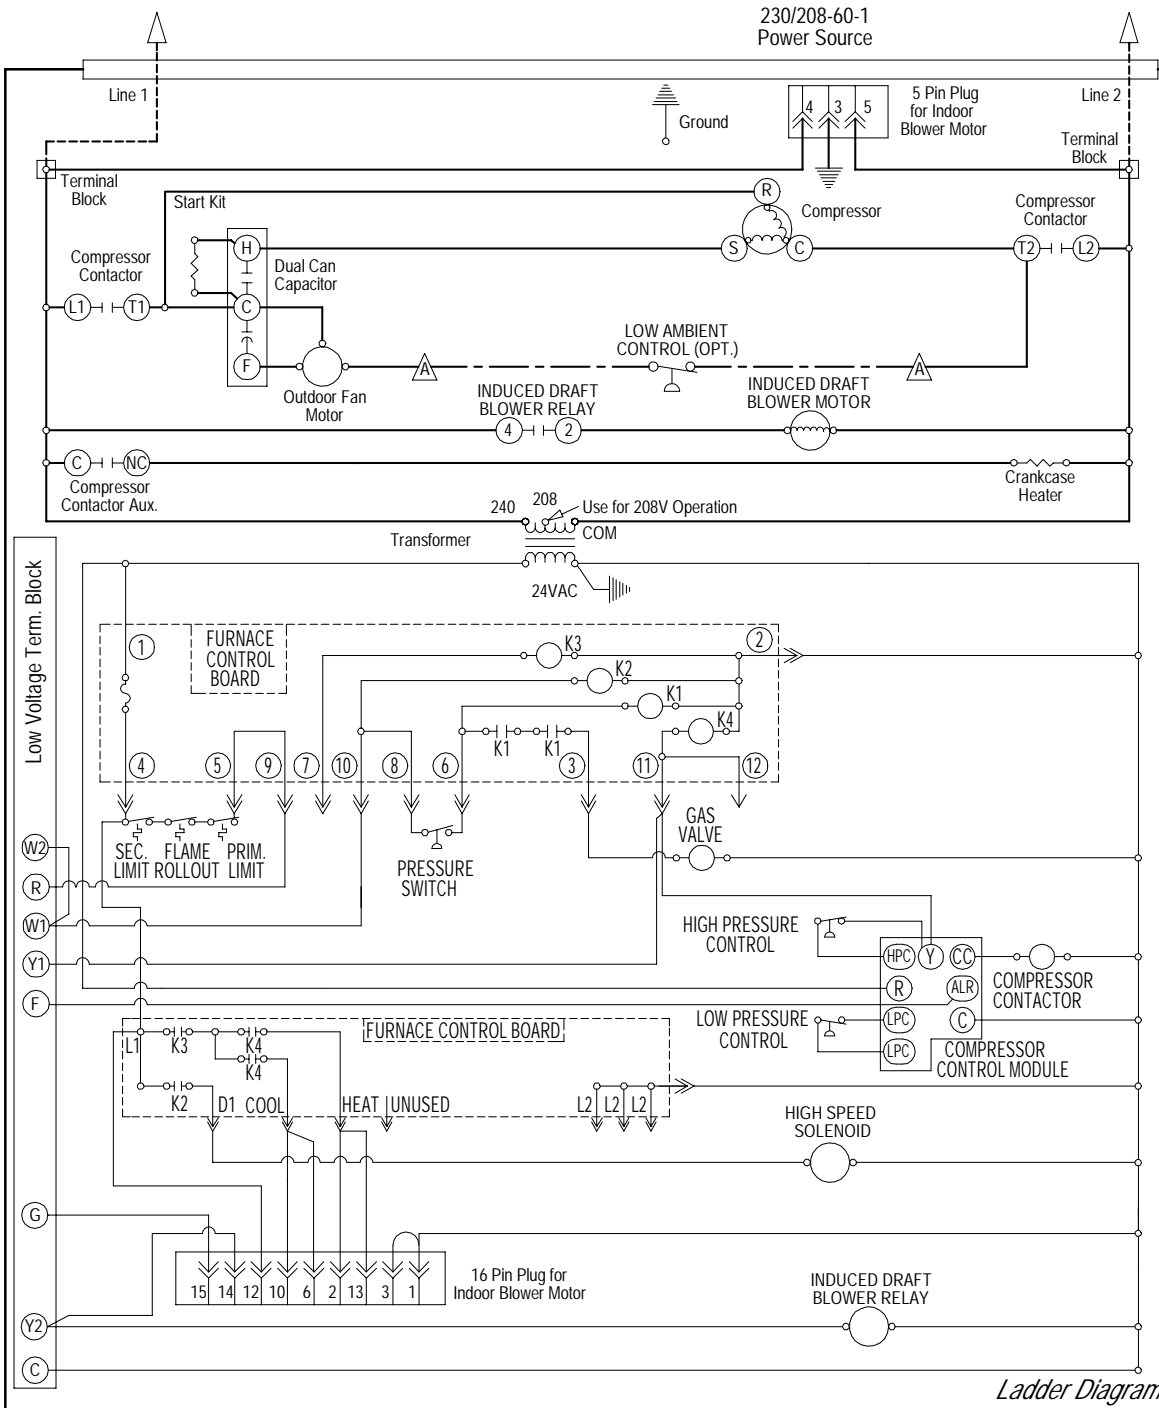 230/208-60-1
Power Source
Line 1
Line 2
5 Pin Plug
for Indoor
Blower Motor
4 3 5
Ground
Terminal
Block
Terminal
Block
Start Kit
R
Compressor
Compressor
Contactor
S C
T2 L2
Compressor
Contactor
H
Dual Can
Capacitor
L1 T1
C
LOW AMBIENT
CONTROL (OPT.)
F
A A
Outdoor Fan
Motor
INDUCED DRAFT
BLOWER RELAY
INDUCED DRAFT
BLOWER MOTOR
4 2
C NC
Compressor
Contactor Aux.
Crankcase
Heater
240 208 Use for 208V Operation
COM
Transformer
24VAC
Low Voltage Term. Block
1
FURNACE
CONTROL
BOARD
K3
2
K2
K1
K4
K1 K1
4 5 9 7 10 8 6 3 11 12
SEC.
LIMIT
FLAME
ROLLOUT
PRIM.
LIMIT
PRESSURE
SWITCH
GAS
VALVE
W2
R
W1
Y1
F
HIGH PRESSURE
CONTROL
HPC Y CC
R ALR
COMPRESSOR
CONTACTOR
LOW PRESSURE
CONTROL
LPC C
LPC
COMPRESSOR
CONTROL MODULE
FURNACE CONTROL BOARD
L1 K3 K4
K4
K2 D1 COOL HEAT UNUSED
L2 L2 L2
HIGH SPEED
SOLENOID
G
15 14 12 10 6 2 13 3 1
16 Pin Plug for
Indoor Blower Motor
INDUCED DRAFT
BLOWER RELAY
Y2
C
Ladder Diagram